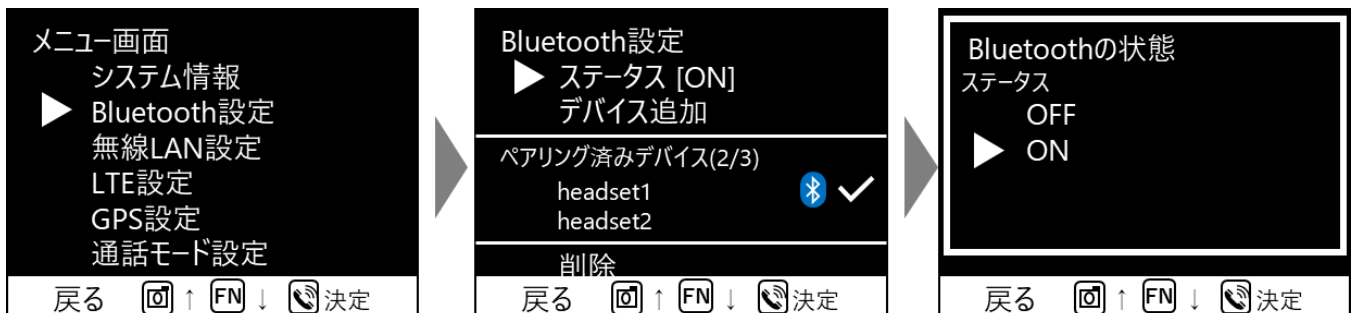 メニュー画面
システム情報
Bluetooth設定
無線LAN設定
LTE設定
GPS設定
通話モード設定
戻る ↑ FN ↓ 決定
Bluetooth設定
ステータス [ON]
デバイス追加
ペアリング済みデバイス(2/3)
headset1
headset2
削除
戻る ↑ FN ↓ 決定
Bluetoothの状態
ステータス
OFF
ON
戻る ↑ FN ↓ 決定